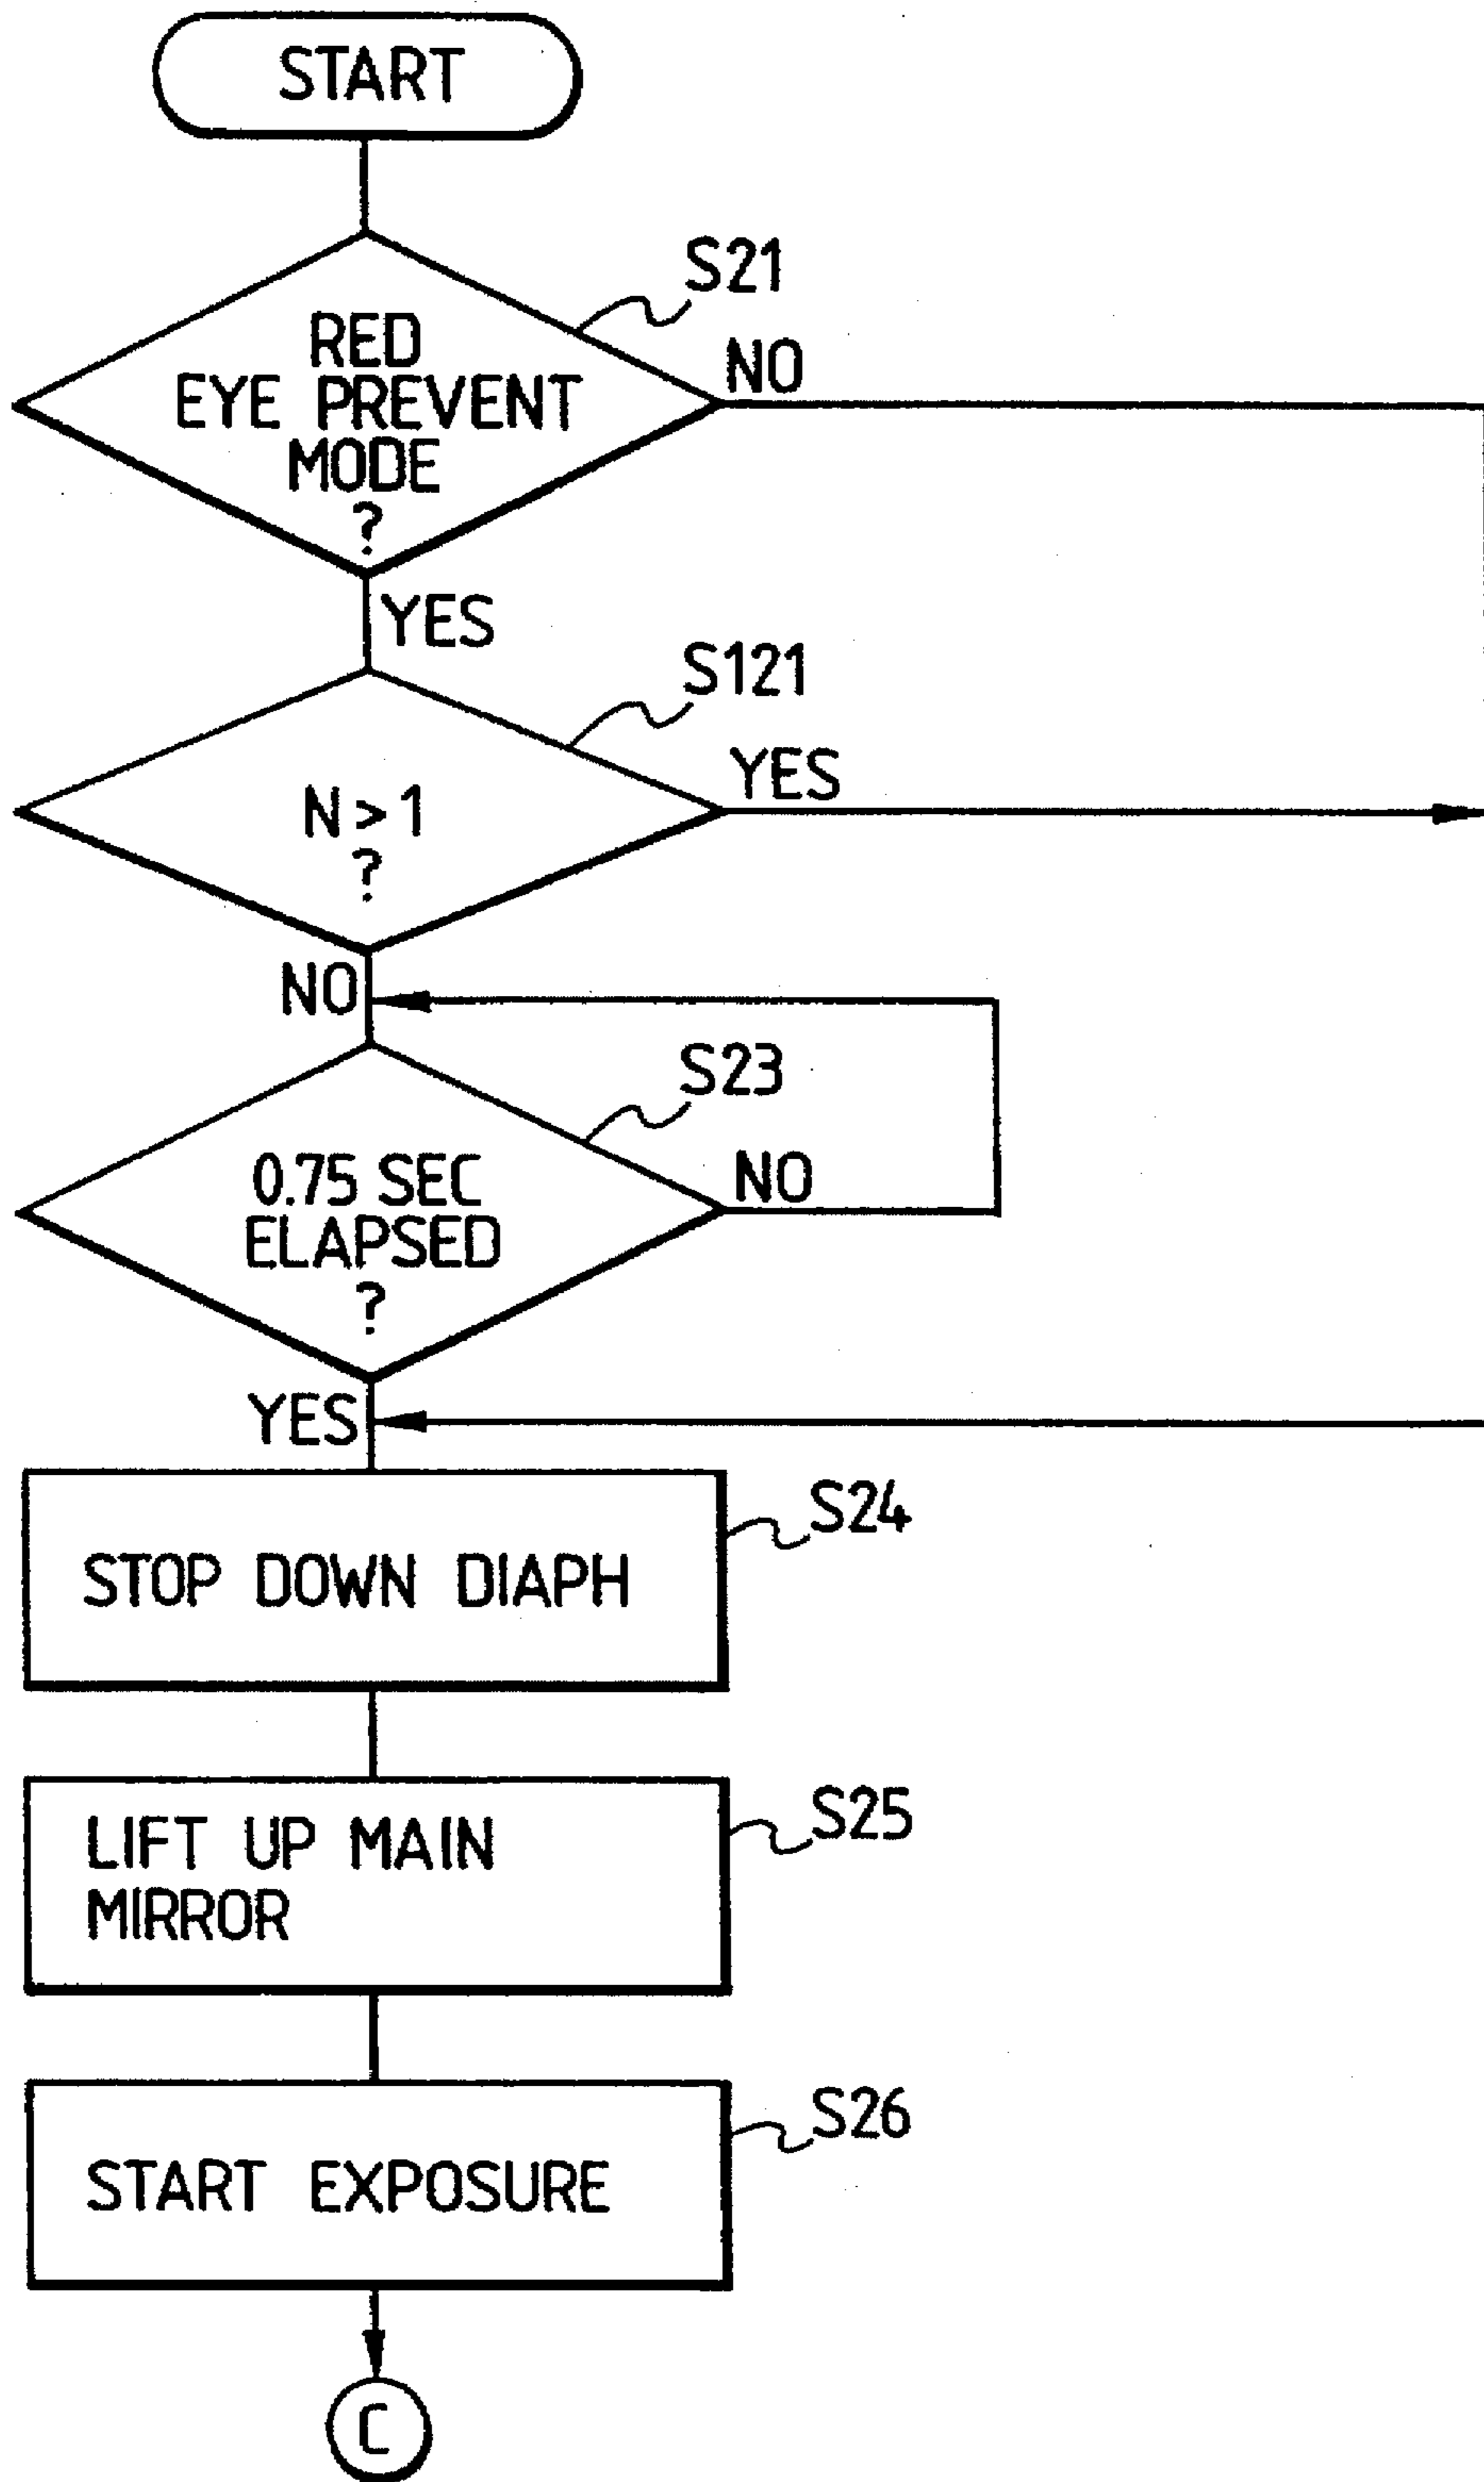 START
S21
RED
EYE PREVENT
MODE
?
NO
YES
S121
N > 1
?
YES
NO
S23
0.75 SEC
ELAPSED
?
NO
YES
S24
STOP DOWN DIAPH
S25
LIFT UP MAIN
MIRROR
S26
START EXPOSURE
C